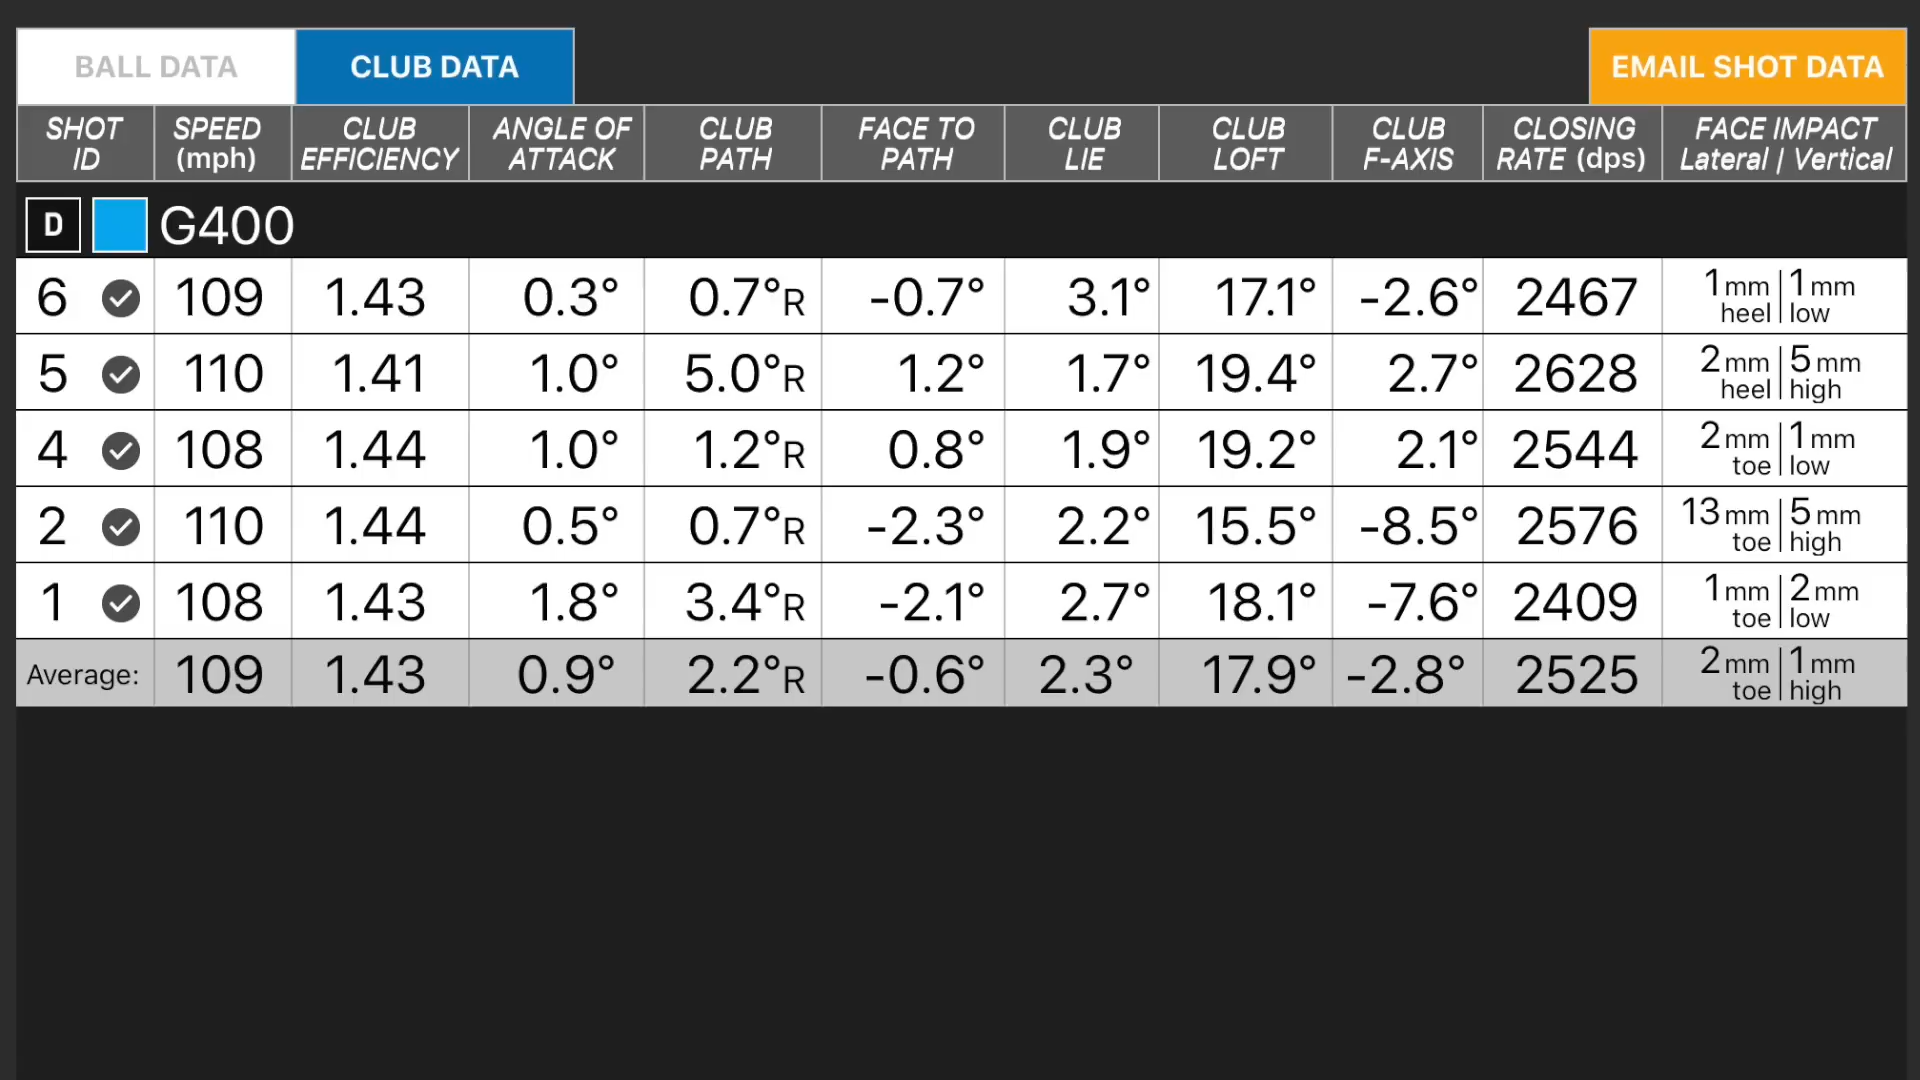 BALL DATA CLUB DATA EMAIL SHOT DATA
SHOT ID SPEED (mph) CLUB EFFICIENCY ANGLE OF ATTACK CLUB PATH FACE TO PATH CLUB LIE CLUB LOFT CLUB F-AXIS CLOSING RATE (dps) FACE IMPACT Lateral | Vertical
D G400
6 109 1.43 0.3° 0.7°R -0.7° 3.1° 17.1° -2.6° 2467 1mm heel | 1mm low
5 110 1.41 1.0° 5.0°R 1.2° 1.7° 19.4° 2.7° 2628 2mm heel | 5mm high
4 108 1.44 1.0° 1.2°R 0.8° 1.9° 19.2° 2.1° 2544 2mm toe | 1mm low
2 110 1.44 0.5° 0.7°R -2.3° 2.2° 15.5° -8.5° 2576 13mm toe | 5mm high
1 108 1.43 1.8° 3.4°R -2.1° 2.7° 18.1° -7.6° 2409 1mm toe | 2mm low
Average: 109 1.43 0.9° 2.2°R -0.6° 2.3° 17.9° -2.8° 2525 2mm toe | 1mm high